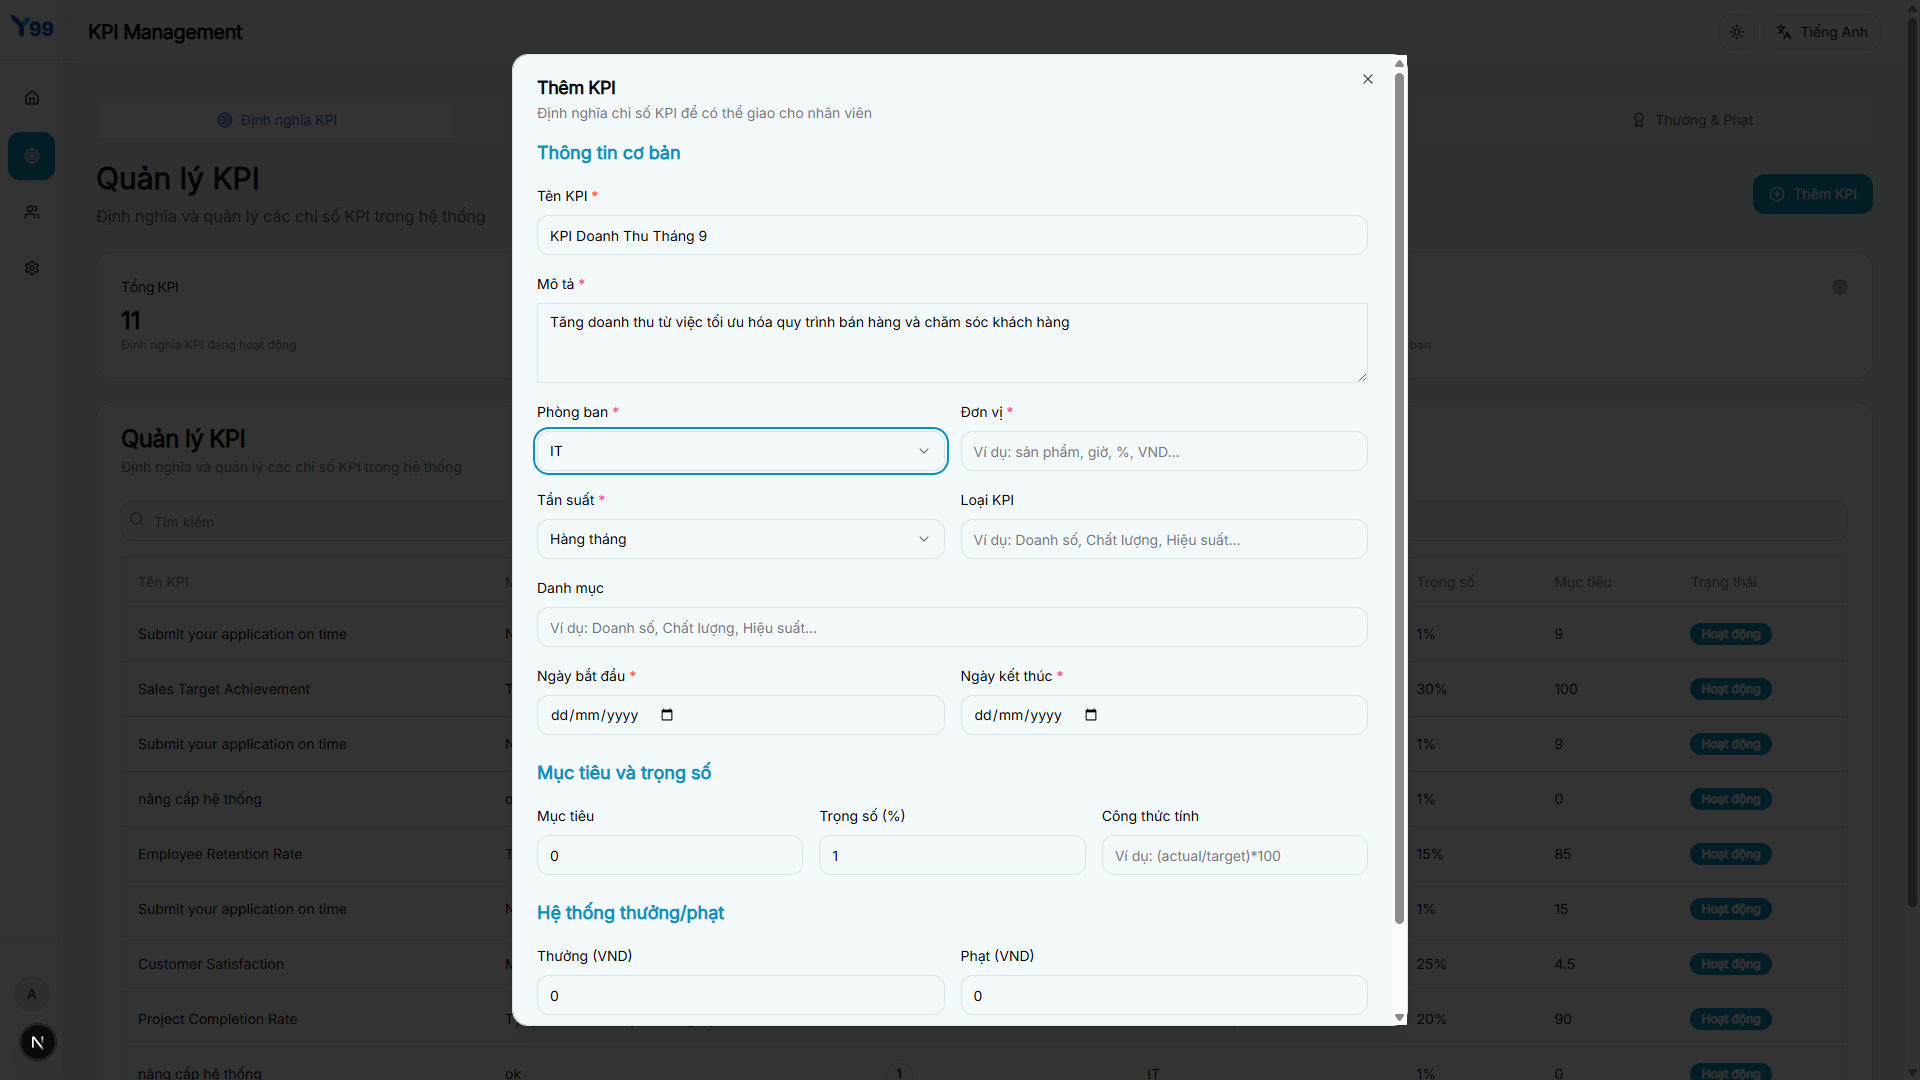 Y99
KPI Management
Tiếng Anh
Định nghĩa KPI
Thưởng & Phạt
Quản lý KPI
Định nghĩa và quản lý các chỉ số KPI trong hệ thống
Thêm KPI
Tổng KPI
11
Định nghĩa KPI đang hoạt động
ban
Quản lý KPI
Định nghĩa và quản lý các chỉ số KPI trong hệ thống
Tìm kiếm
Tên KPI
Trọng số
Mục tiêu
Trạng thái
Submit your application on time
1%
9
Hoạt động
Sales Target Achievement
30%
100
Hoạt động
Submit your application on time
1%
9
Hoạt động
nâng cấp hệ thống
1%
0
Hoạt động
Employee Retention Rate
15%
85
Hoạt động
Submit your application on time
1%
15
Hoạt động
Customer Satisfaction
25%
4.5
Hoạt động
Project Completion Rate
20%
90
Hoạt động
nâng cấp hệ thống
ok
1
IT
1%
0
Hoạt động
A
N
Thêm KPI
Định nghĩa chỉ số KPI để có thể giao cho nhân viên
Thông tin cơ bản
Tên KPI *
KPI Doanh Thu Tháng 9
Mô tả *
Tăng doanh thu từ việc tối ưu hóa quy trình bán hàng và chăm sóc khách hàng
Phòng ban *
Đơn vị *
IT
Ví dụ: sản phẩm, giờ, %, VND...
Tần suất *
Loại KPI
Hàng tháng
Ví dụ: Doanh số, Chất lượng, Hiệu suất...
Danh mục
Ví dụ: Doanh số, Chất lượng, Hiệu suất...
Ngày bắt đầu *
Ngày kết thúc *
dd/mm/yyyy
dd/mm/yyyy
Mục tiêu và trọng số
Mục tiêu
Trọng số (%)
Công thức tính
0
1
Ví dụ: (actual/target)*100
Hệ thống thưởng/phạt
Thưởng (VND)
Phạt (VND)
0
0